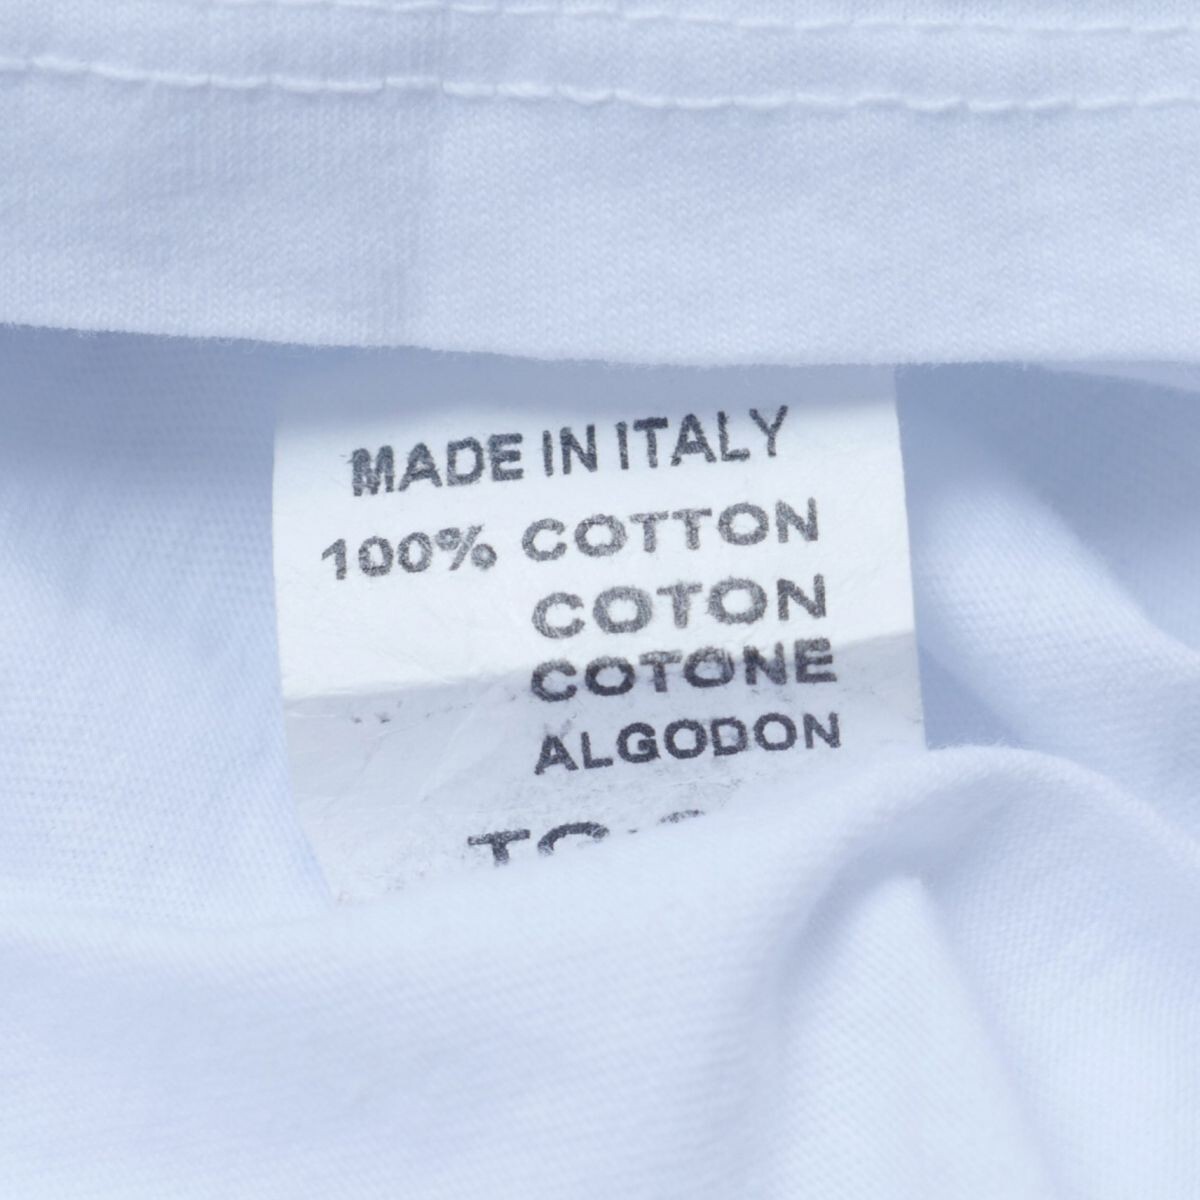 MADE IN ITALY
100% COTTON
COTON
COTONE
ALGODON